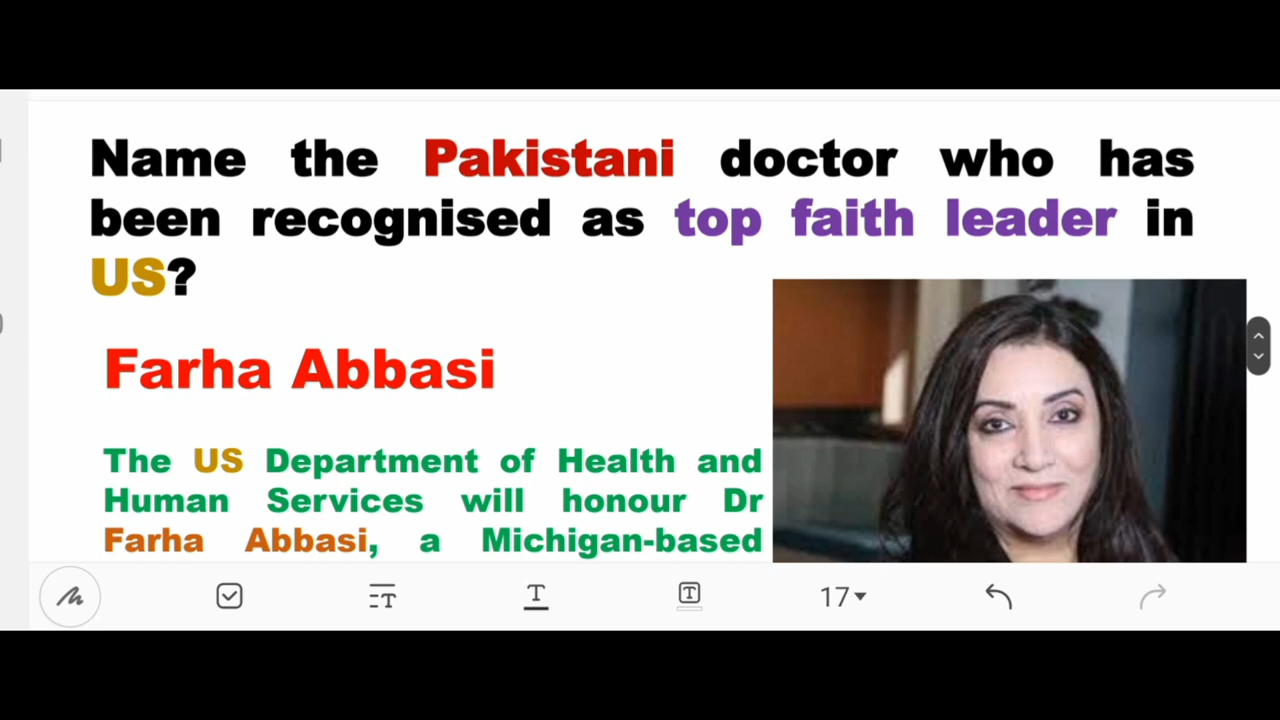 Name the Pakistani doctor who has
been recognised as top faith leader in
US?
Farha Abbasi
The US Department of Health and
Human Services will honour Dr
Farha Abbasi, a Michigan-based
T
T
T
17